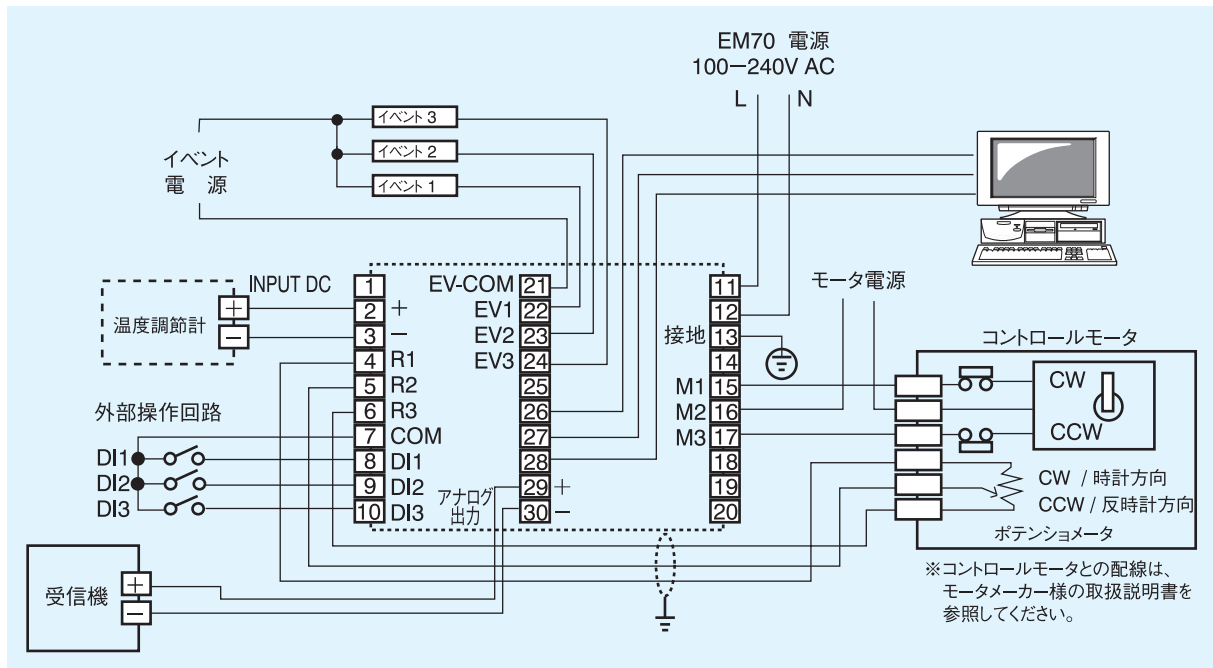 EM70 電源
100－240V AC
L N
イベント 3
イベント 2
イベント 1
イベント
電 源
INPUT DC
温度調節計
+
−
外部操作回路
DI1
DI2
DI3
受信機
+
−
1
2 +
3 −
4 R1
5 R2
6 R3
7 COM
8 DI1
9 DI2
10 DI3
EV-COM 21
EV1 22
EV2 23
EV3 24
25
26
27
28
アナログ
出力
29 +
30 −
11
12
接地 13
14
M1 15
M2 16
M3 17
18
19
20
モータ電源
コントロールモータ
CW
CCW
CW / 時計方向
CCW / 反時計方向
ポテンショメータ
※コントロールモータとの配線は、
モータメーカー様の取扱説明書を
参照してください。